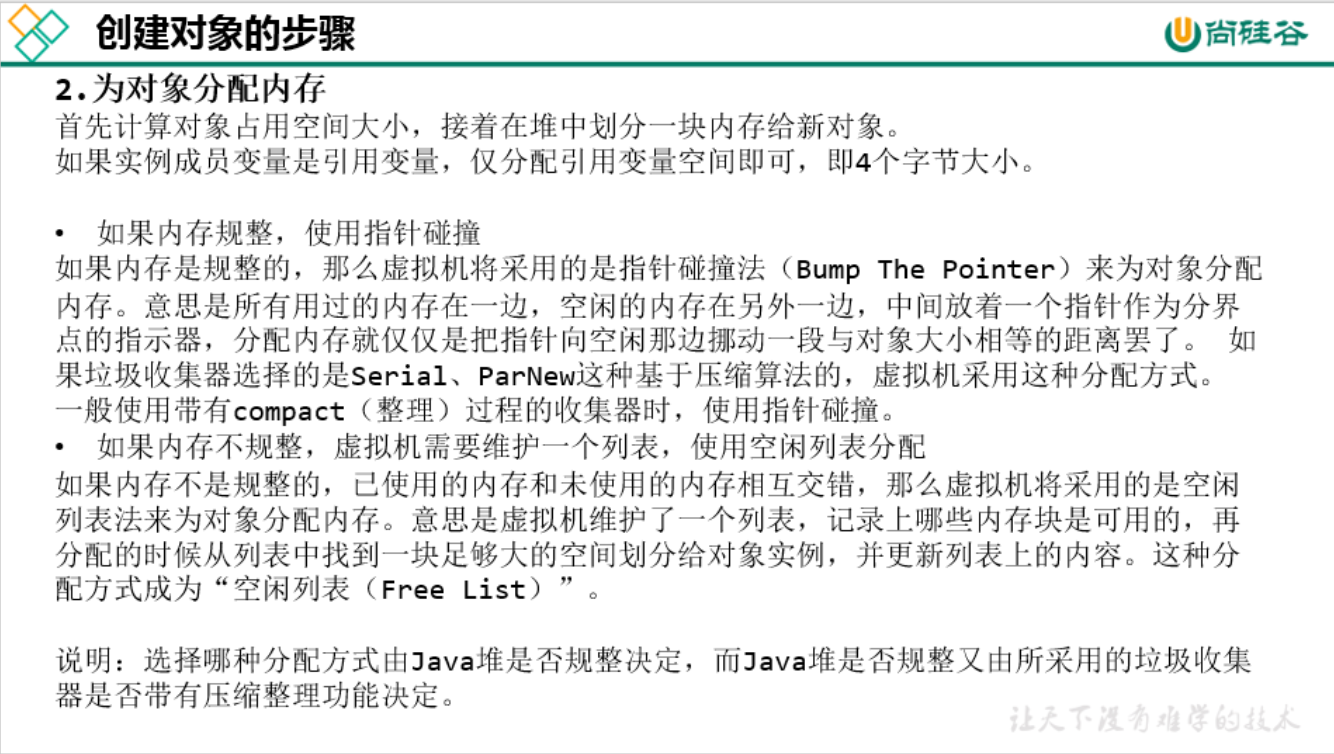 创建对象的步骤
尚硅谷
2.为对象分配内存
首先计算对象占用空间大小，接着在堆中划分一块内存给新对象。
如果实例成员变量是引用变量，仅分配引用变量空间即可，即4个字节大小。
• 如果内存规整，使用指针碰撞
如果内存是规整的，那么虚拟机将采用的是指针碰撞法（Bump The Pointer）来为对象分配
内存。意思是所有用过的内存在一边，空闲的内存在另外一边，中间放着一个指针作为分界
点的指示器，分配内存就仅仅是把指针向空闲那边挪动一段与对象大小相等的距离罢了。 如
果垃圾收集器选择的是Serial、ParNew这种基于压缩算法的，虚拟机采用这种分配方式。
一般使用带有compact（整理）过程的收集器时，使用指针碰撞。
• 如果内存不规整，虚拟机需要维护一个列表，使用空闲列表分配
如果内存不是规整的，已使用的内存和未使用的内存相互交错，那么虚拟机将采用的是空闲
列表法来为对象分配内存。意思是虚拟机维护了一个列表，记录上哪些内存块是可用的，再
分配的时候从列表中找到一块足够大的空间划分给对象实例，并更新列表上的内容。这种分
配方式成为“空闲列表（Free List）”。
说明：选择哪种分配方式由Java堆是否规整决定，而Java堆是否规整又由所采用的垃圾收集
器是否带有压缩整理功能决定。
让天下没有难学的技术